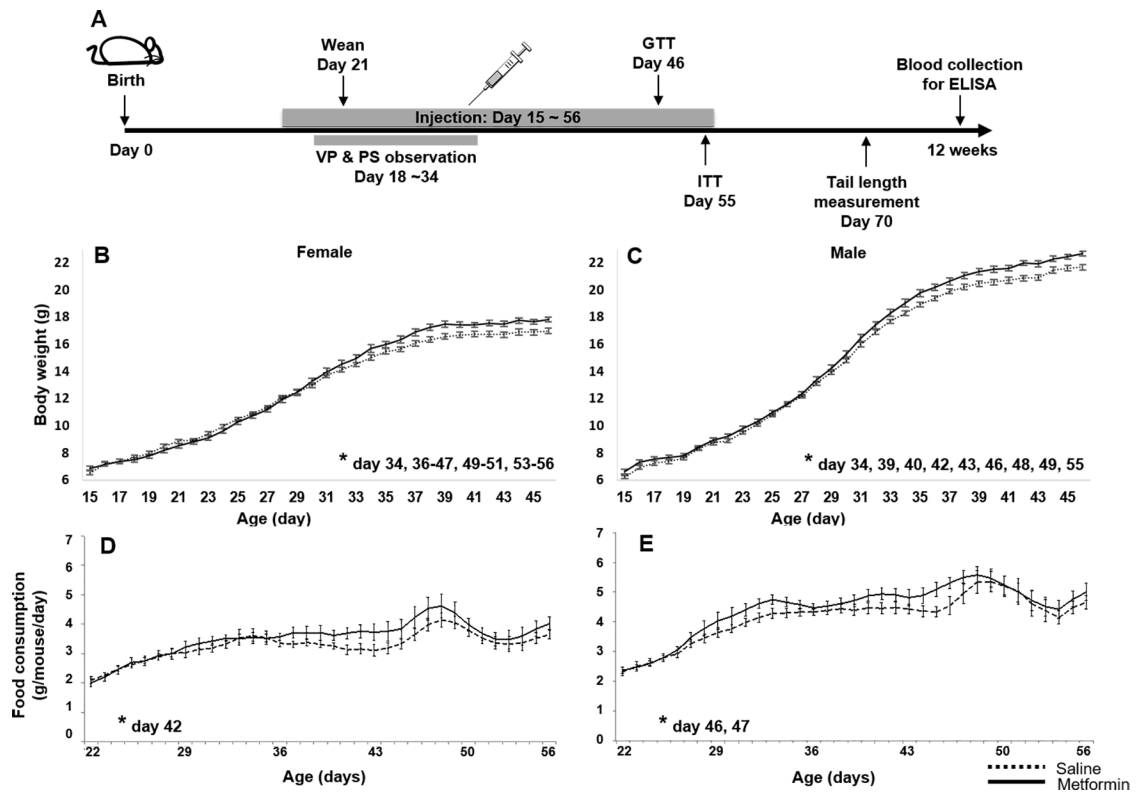 A
Birth
Wean
Day 21
GTT
Day 46
Blood collection
for ELISA
Injection: Day 15 ~ 56
Day 0
VP & PS observation
Day 18 ~34
ITT
Day 55
Tail length
measurement
Day 70
12 weeks
B
Female
Body weight (g)
22
20
18
16
14
12
10
8
6
* day 34, 36-47, 49-51, 53-56
15 17 19 21 23 25 27 29 31 33 35 37 39 41 43 45
Age (day)
C
Male
22
20
18
16
14
12
10
8
6
* day 34, 39, 40, 42, 43, 46, 48, 49, 55
15 17 19 21 23 25 27 29 31 33 35 37 39 41 43 45
Age (day)
D
Food consumption
(g/mouse/day)
7
6
5
4
3
2
1
0
* day 42
22 29 36 43 50 56
Age (days)
E
7
6
5
4
3
2
1
0
* day 46, 47
22 29 36 43 50 56
Age (days)
Saline
Metformin